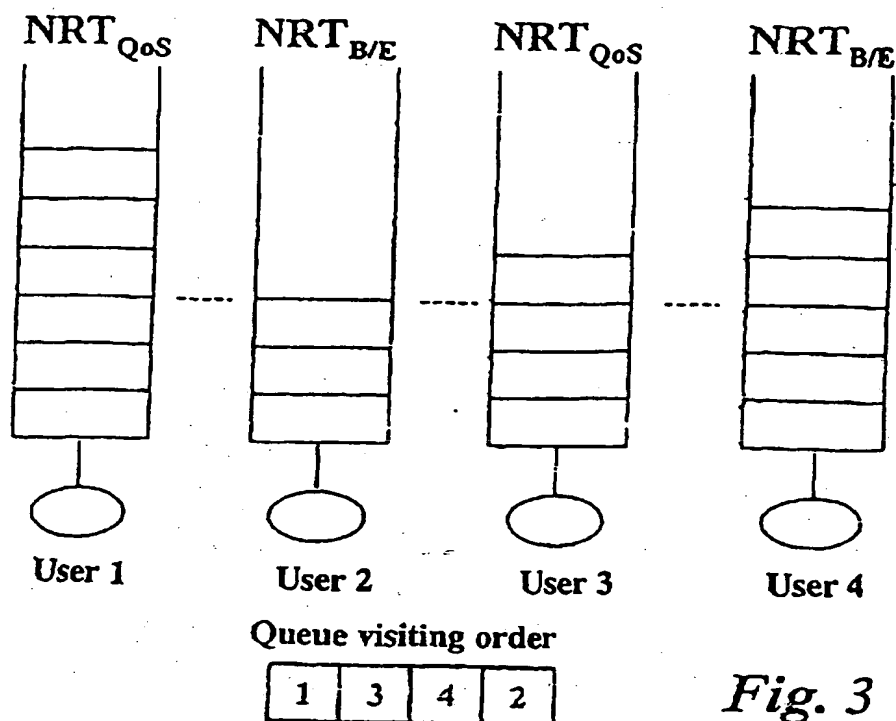 NRT_QoS NRT_B/E NRT_QoS NRT_B/E
User 1 User 2 User 3 User 4
Queue visiting order
1 3 4 2
Fig. 3